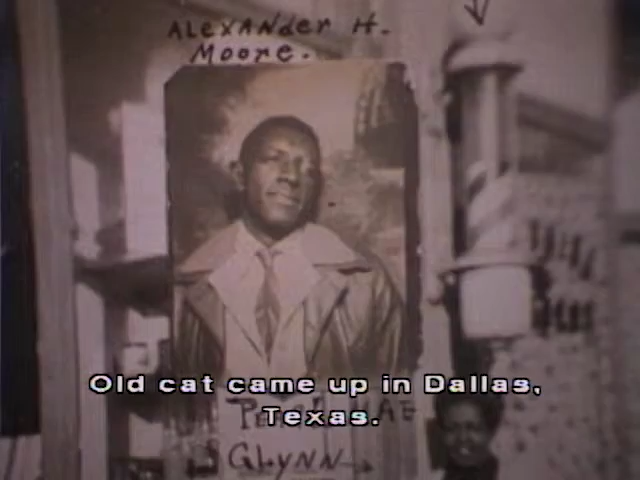 ALEXANder H.
Moore.
Old cat came up in Dallas,
Texas.
GLYNN